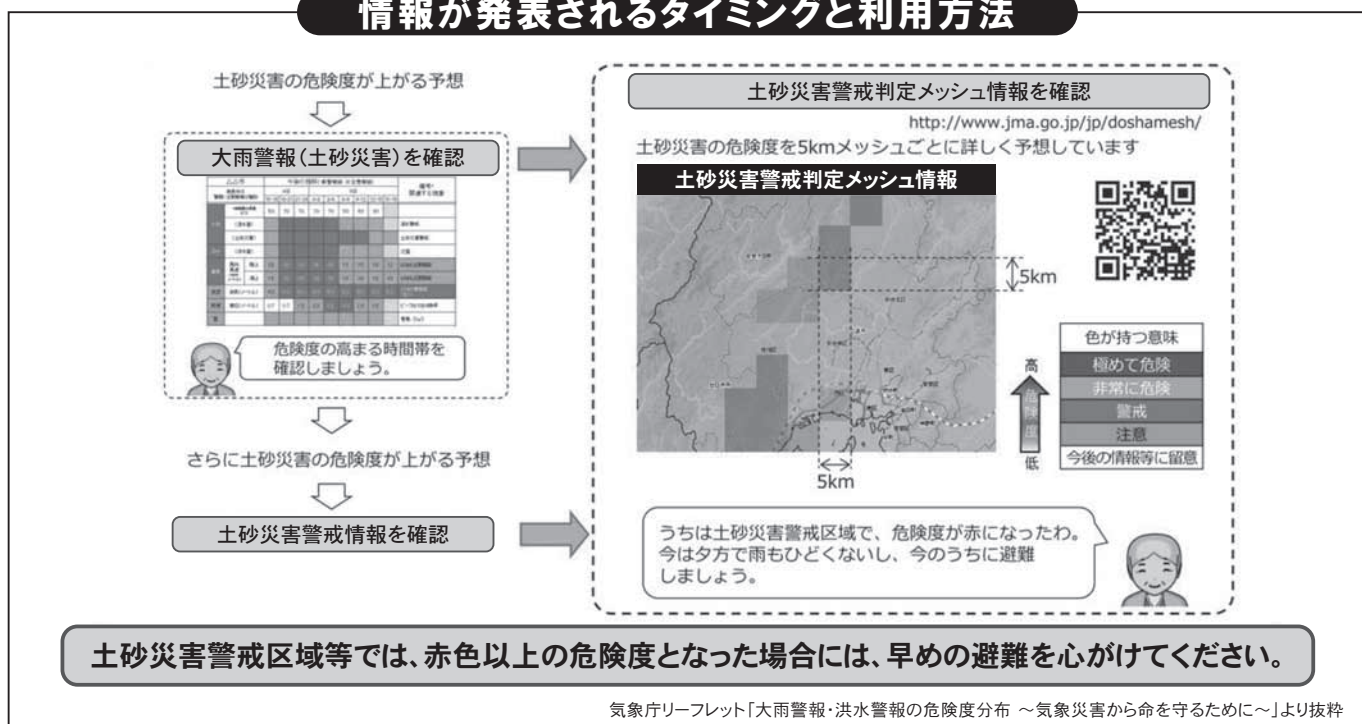 情報が発表されるタイミングと利用方法
土砂災害の危険度が上がる予想
大雨警報(土砂災害)を確認
危険度の高まる時間帯を
確認しましょう。
さらに土砂災害の危険度が上がる予想
土砂災害警戒情報を確認
土砂災害警戒判定メッシュ情報を確認
http://www.jma.go.jp/jp/doshamesh/
土砂災害の危険度を5kmメッシュごとに詳しく予想しています
土砂災害警戒判定メッシュ情報
5km
5km
色が持つ意味
高
極めて危険
非常に危険
危険度
警戒
注意
低
今後の情報等に留意
うちは土砂災害警戒区域で、危険度が赤になったわ。
今は夕方で雨もひどくないし、今のうちに避難
しましょう。
土砂災害警戒区域等では、赤色以上の危険度となった場合には、早めの避難を心がけてください。
気象庁リーフレット「大雨警報・洪水警報の危険度分布 ～気象災害から命を守るために～」より抜粋